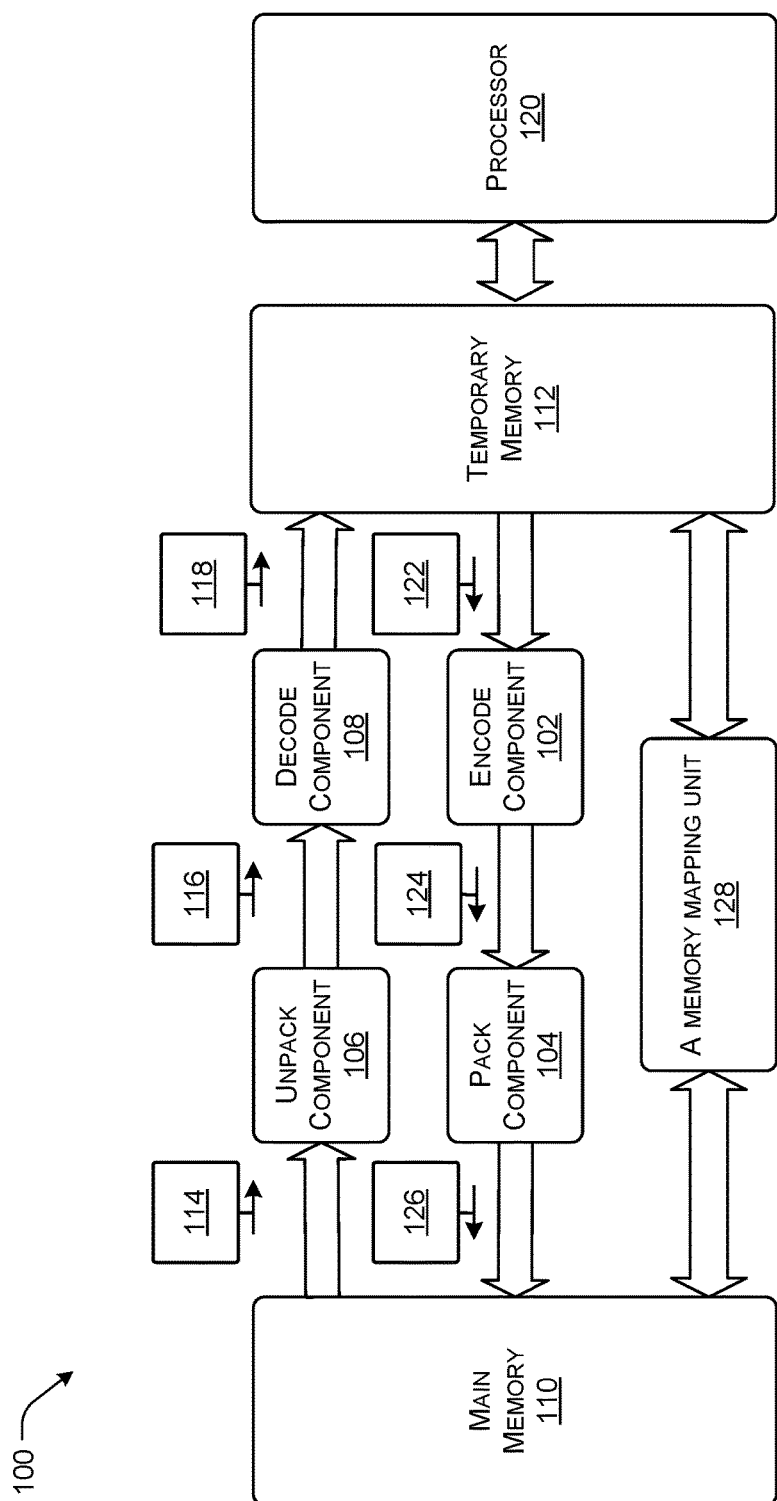 100
MAIN
MEMORY
110
114
UNPACK
COMPONENT
106
116
DECODE
COMPONENT
108
118
126
PACK
COMPONENT
104
124
ENCODE
COMPONENT
102
122
A MEMORY MAPPING UNIT
128
TEMPORARY
MEMORY
112
PROCESSOR
120